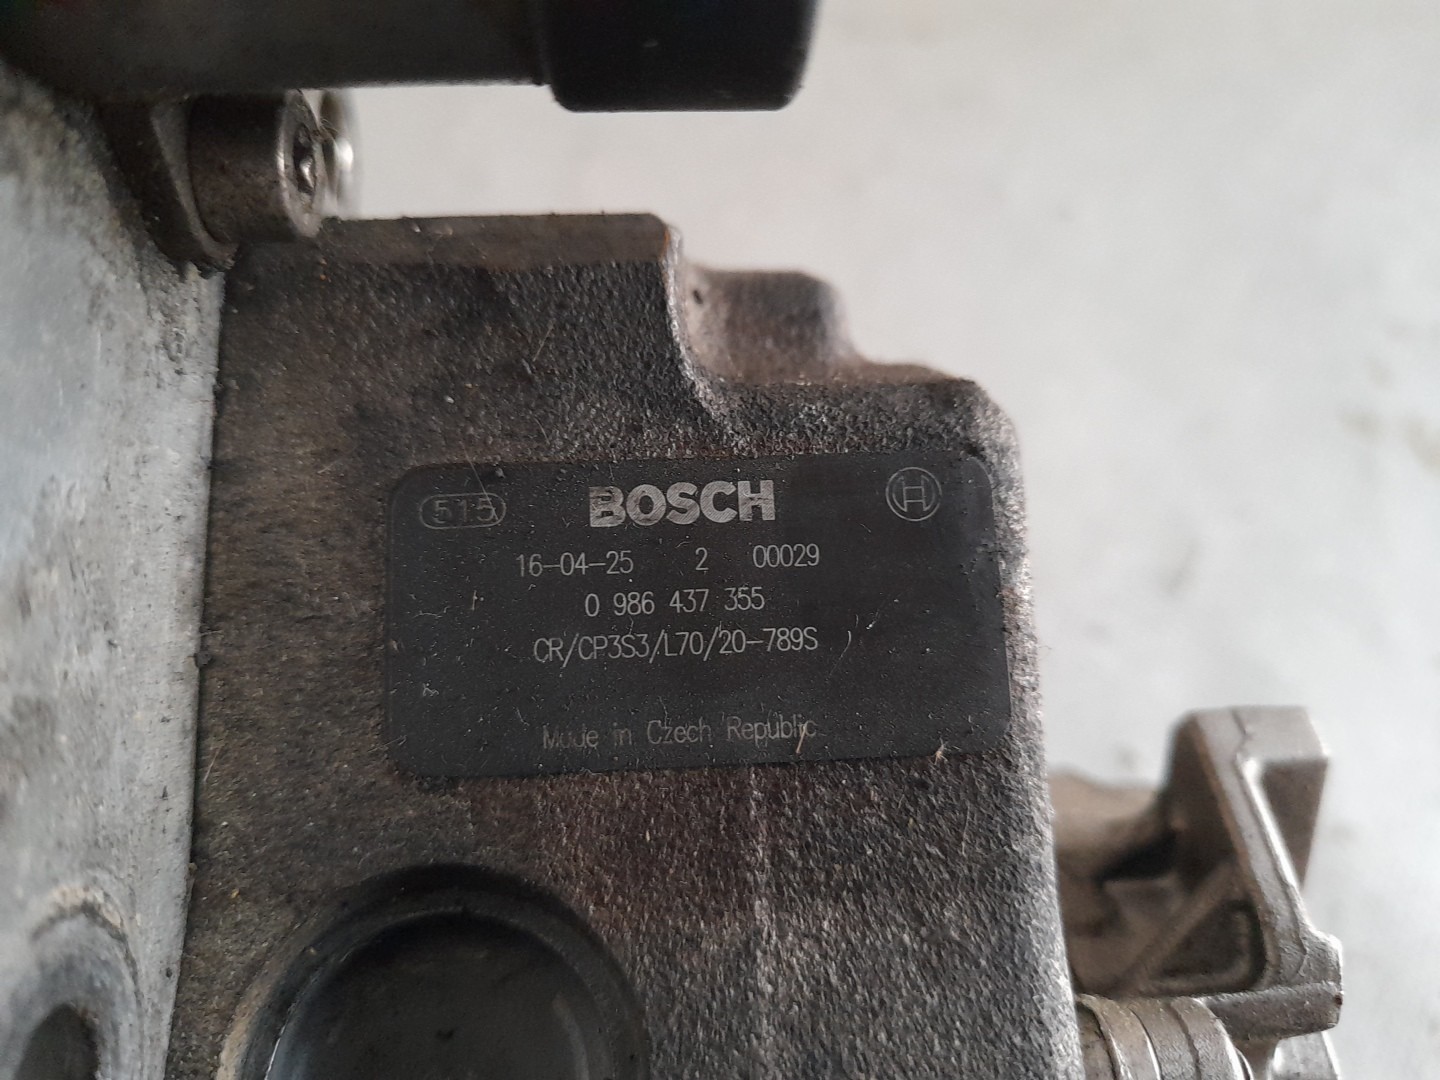 515 BOSCH H
16-04-25 2 00029
0 986 437 355
CR/CP3S3/L70/20-789S
Made in Czech Republic